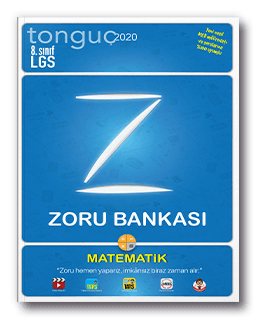 tonguç 2020
8.sınıf
LGS
Z
ZORU BANKASI
MATEMATİK
"Zoru hemen yaparız, imkânsız biraz zaman alır."